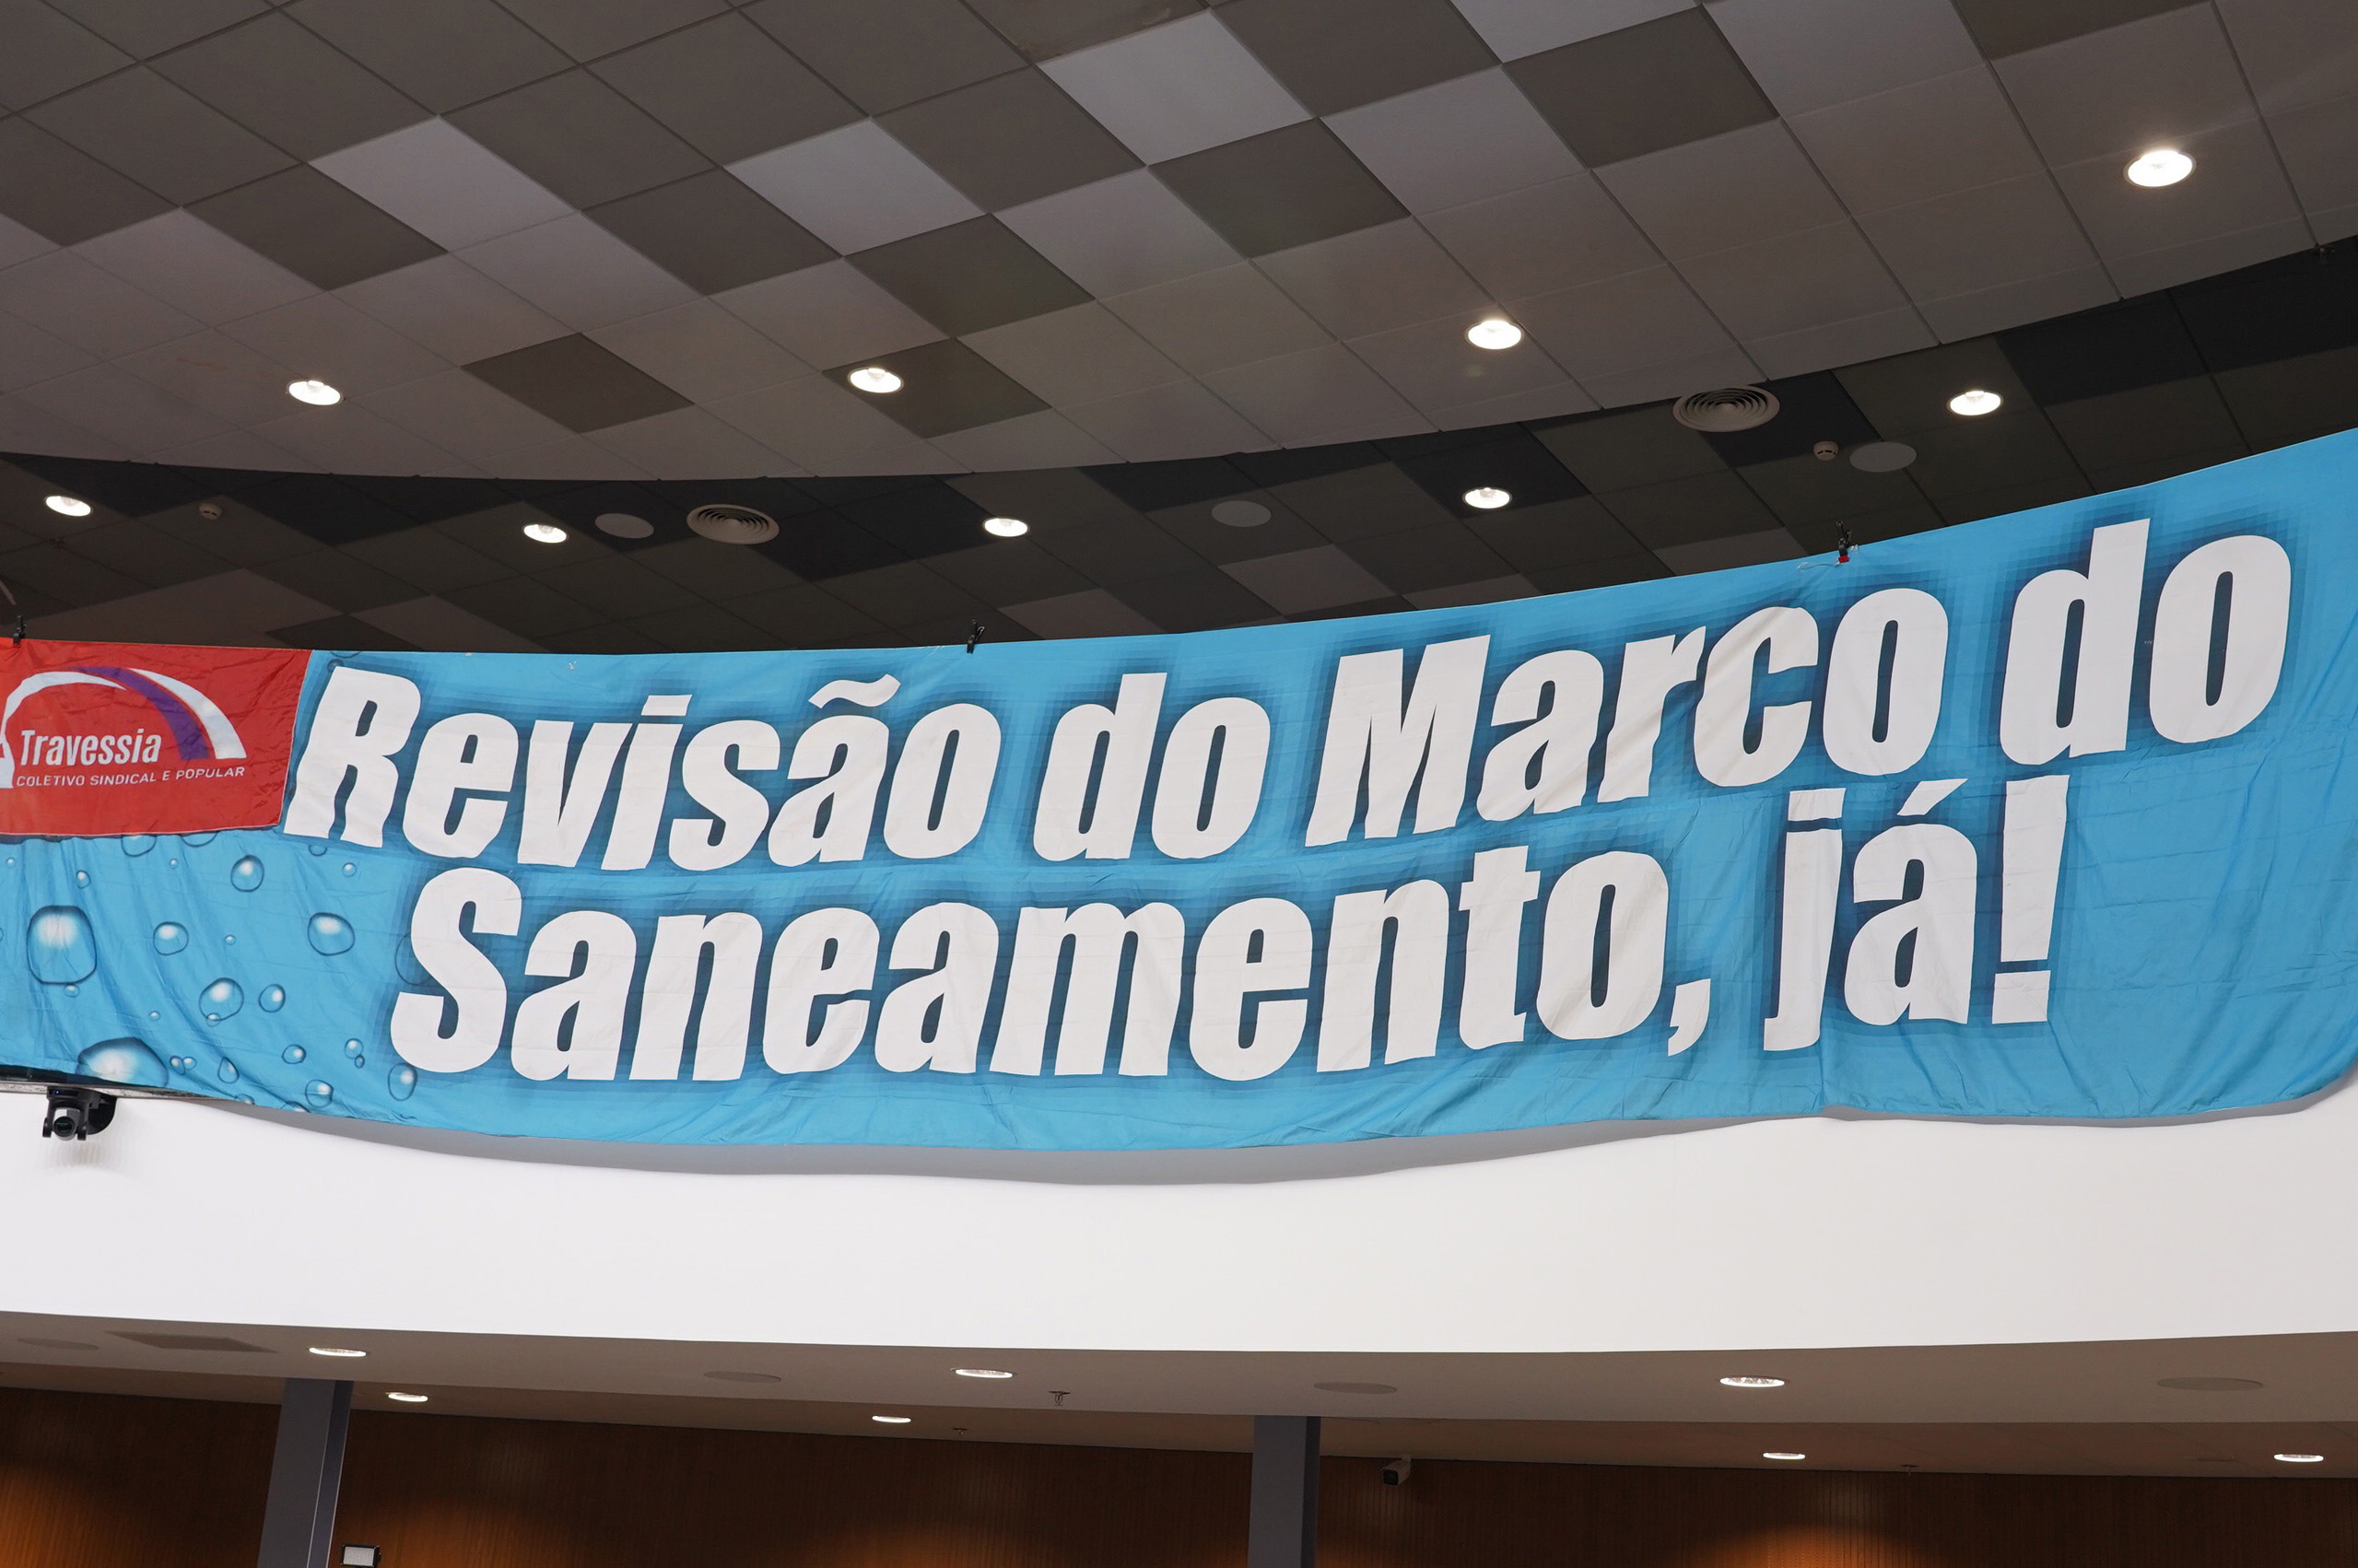 Travessia
COLETIVO SINDICAL E POPULAR
Revisão do Marco do
Saneamento, já!